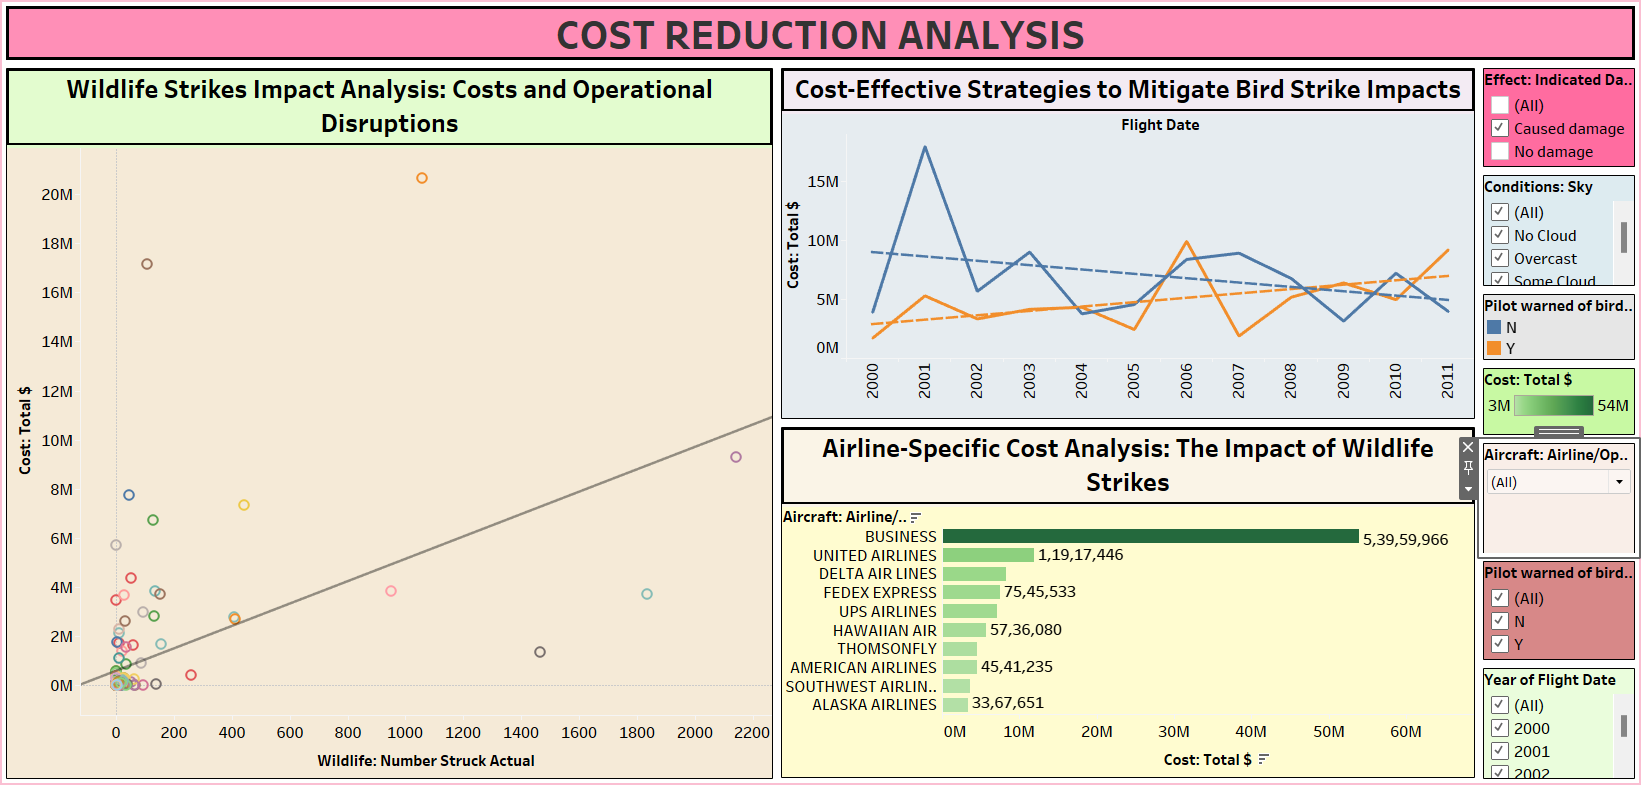 COST REDUCTION ANALYSIS
Wildlife Strikes Impact Analysis: Costs and Operational
Disruptions
20M
18M
16M
14M
12M
10M
8M
6M
4M
2M
0M
Cost: Total $
0 200 400 600 800 1000 1200 1400 1600 1800 2000 2200
Wildlife: Number Struck Actual
Cost-Effective Strategies to Mitigate Bird Strike Impacts
Flight Date
15M
10M
5M
0M
Cost: Total $
2000 2001 2002 2003 2004 2005 2006 2007 2008 2009 2010 2011
Airline-Specific Cost Analysis: The Impact of Wildlife
Strikes
Aircraft: Airline/..
BUSINESS 5,39,59,966
UNITED AIRLINES 1,19,17,446
DELTA AIR LINES
FEDEX EXPRESS 75,45,533
UPS AIRLINES
HAWAIIAN AIR 57,36,080
THOMSONFLY
AMERICAN AIRLINES 45,41,235
SOUTHWEST AIRLIN..
ALASKA AIRLINES 33,67,651
0M 10M 20M 30M 40M 50M 60M
Cost: Total $
Effect: Indicated Da..
(All)
Caused damage
No damage
Conditions: Sky
(All)
No Cloud
Overcast
Some Cloud
Pilot warned of bird..
N
Y
Cost: Total $
3M 54M
Aircraft: Airline/Op..
(All)
Pilot warned of bird..
(All)
N
Y
Year of Flight Date
(All)
2000
2001
2002